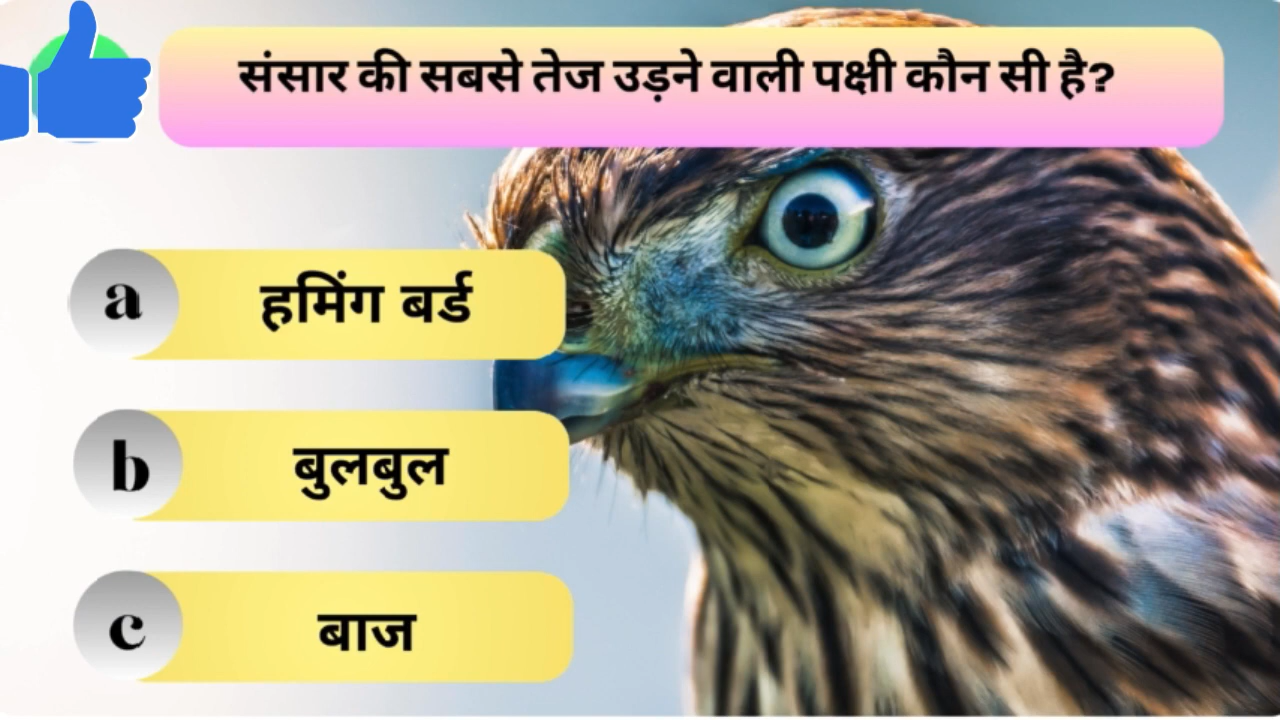 संसार की सबसे तेज उड़ने वाली पक्षी कौन सी है?
a हमिंग बर्ड
b बुलबुल
c बाज